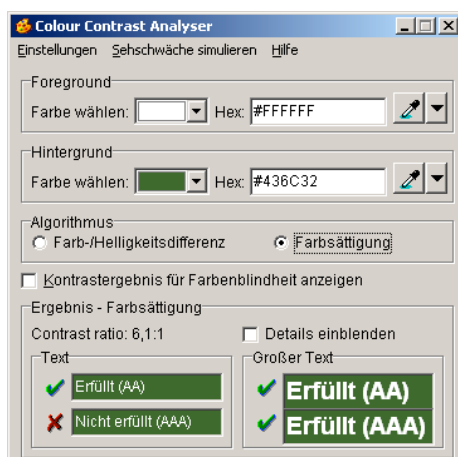 Colour Contrast Analyser
Einstellungen Sehschwäche simulieren Hilfe
Foreground
Farbe wählen: Hex: #FFFFFF
Hintergrund
Farbe wählen: Hex: #436C32
Algorithmus
Farb-/Helligkeitsdifferenz Farbsättigung
Kontrastergebnis für Farbenblindheit anzeigen
Ergebnis - Farbsättigung
Contrast ratio: 6,1:1 Details einblenden
Text Großer Text
Erfüllt (AA) Erfüllt (AA)
Nicht erfüllt (AAA) Erfüllt (AAA)